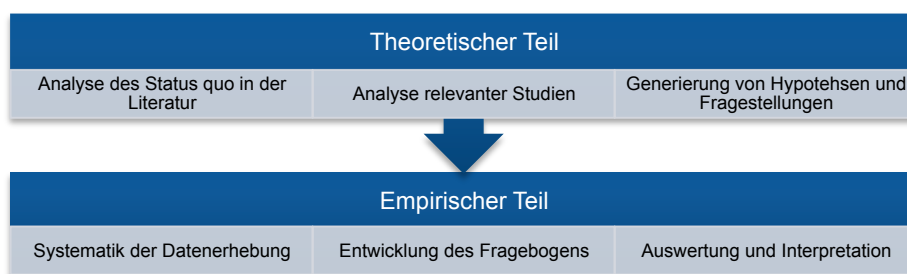 Theoretischer Teil
Analyse des Status quo in der
Literatur
Analyse relevanter Studien
Generierung von Hypotehsen und
Fragestellungen
Empirischer Teil
Systematik der Datenerhebung
Entwicklung des Fragebogens
Auswertung und Interpretation